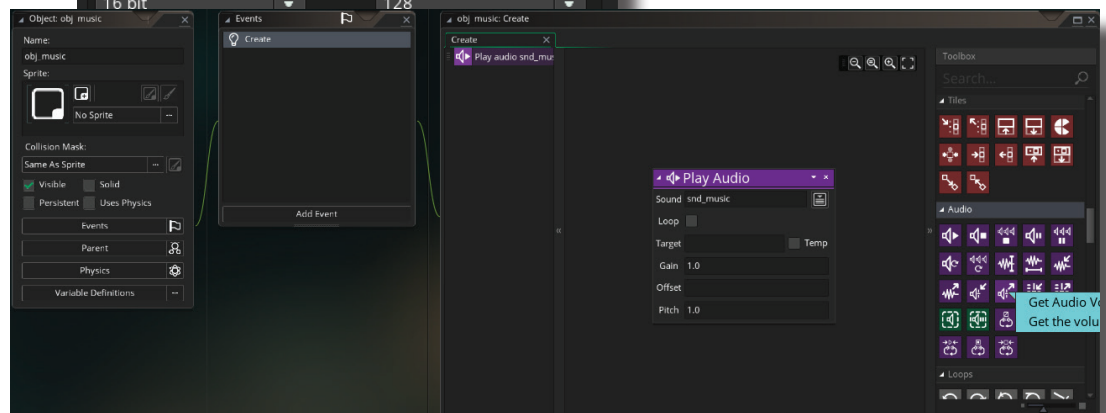 16 bit
128
Object: obj_music
Name:
obj_music
Sprite:
No Sprite
Collision Mask:
Same As Sprite
Visible
Solid
Persistent
Uses Physics
Events
Parent
Physics
Variable Definitions
Events
Create
Add Event
obj_music: Create
Create
Play audio snd_mus
Play Audio
Sound snd_music
Loop
Target
Temp
Gain 1.0
Offset
Pitch 1.0
Toolbox
Search...
Tiles
Audio
Get Audio Vo
Get the volu
Loops